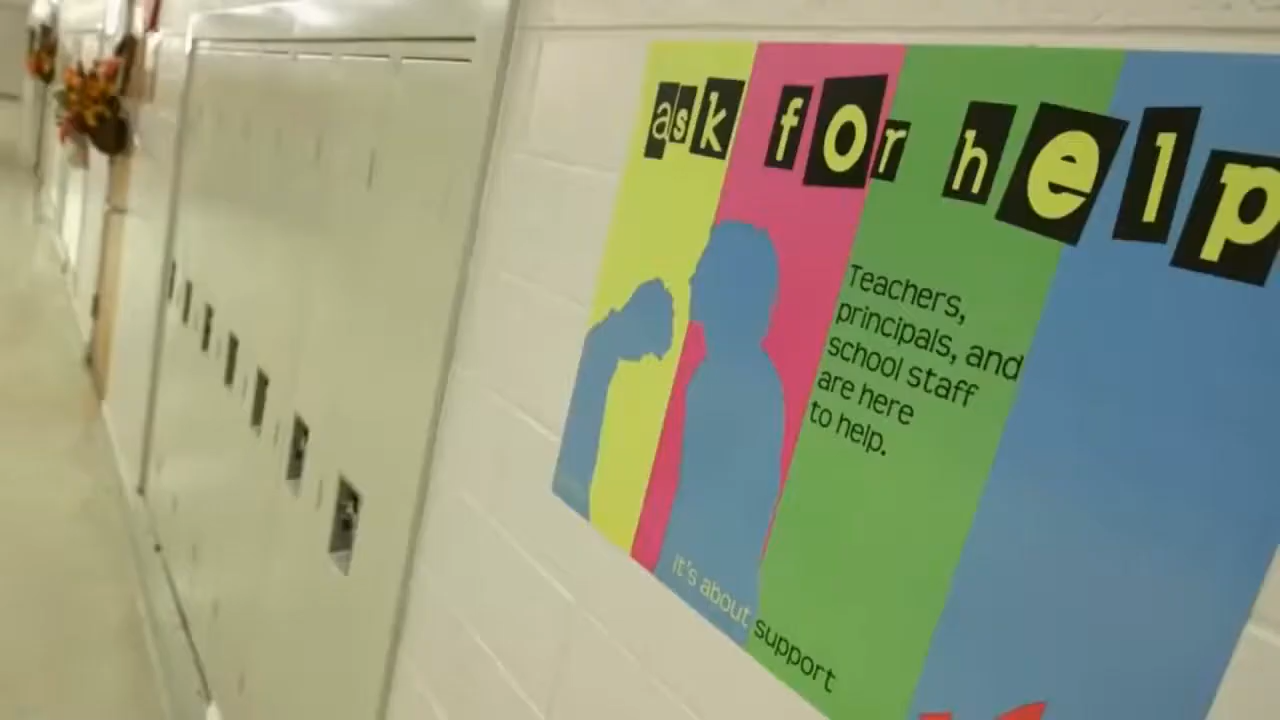 ask for help
Teachers,
principals, and
school staff
are here
to help.
it's about support